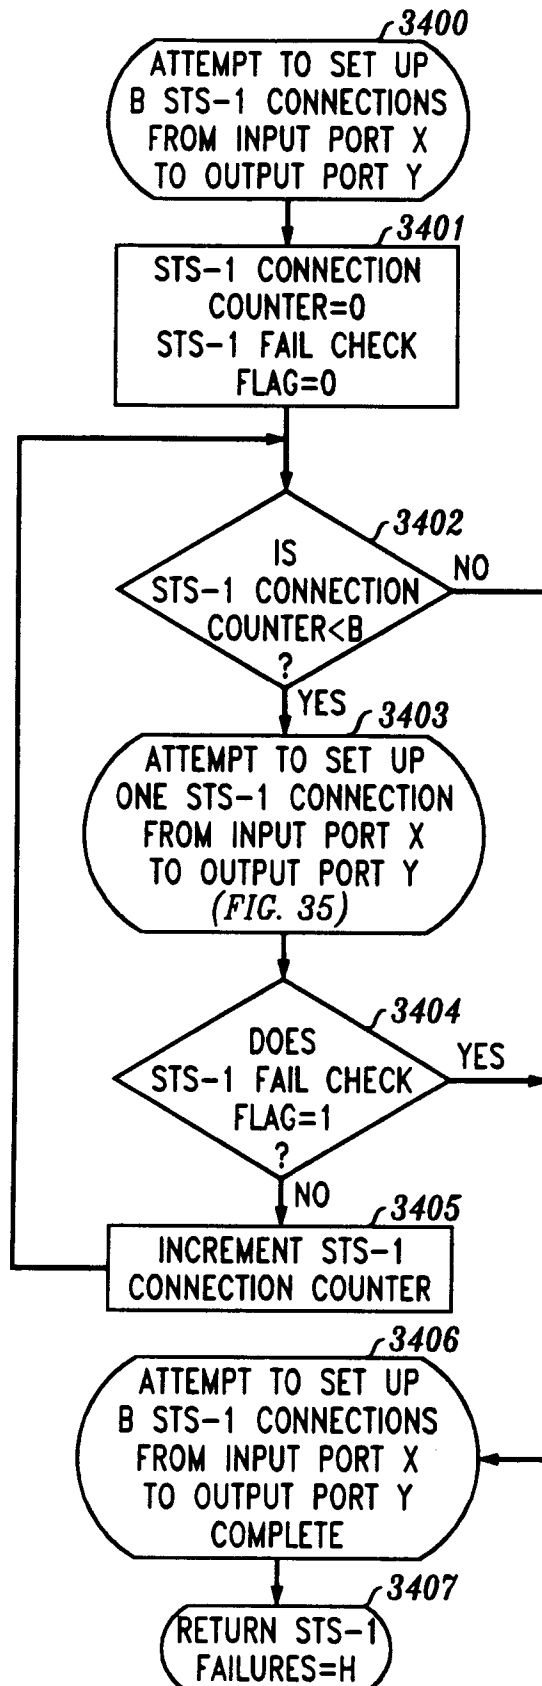 3400
ATTEMPT TO SET UP
B STS-1 CONNECTIONS
FROM INPUT PORT X
TO OUTPUT PORT Y
3401
STS-1 CONNECTION
COUNTER=0
STS-1 FAIL CHECK
FLAG=0
3402
IS
STS-1 CONNECTION
COUNTER<B
?
NO
YES
3403
ATTEMPT TO SET UP
ONE STS-1 CONNECTION
FROM INPUT PORT X
TO OUTPUT PORT Y
(FIG. 35)
3404
DOES
STS-1 FAIL CHECK
FLAG=1
?
YES
NO
3405
INCREMENT STS-1
CONNECTION COUNTER
3406
ATTEMPT TO SET UP
B STS-1 CONNECTIONS
FROM INPUT PORT X
TO OUTPUT PORT Y
COMPLETE
3407
RETURN STS-1
FAILURES=H